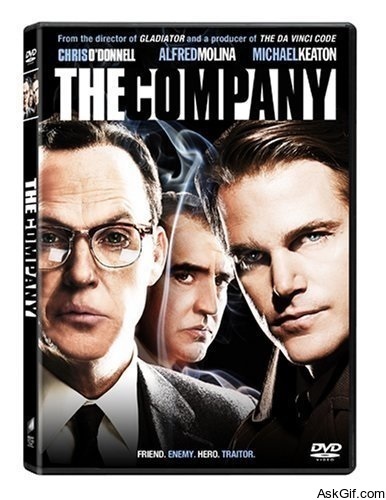 From the director of GLADIATOR and a producer of THE DA VINCI CODE
CHRIS O'DONNELL ALFRED MOLINA MICHAEL KEATON
THE COMPANY
DVD
THE COMPANY
FRIEND. ENEMY. HERO. TRAITOR.
DVD
VIDEO
AskGif.com